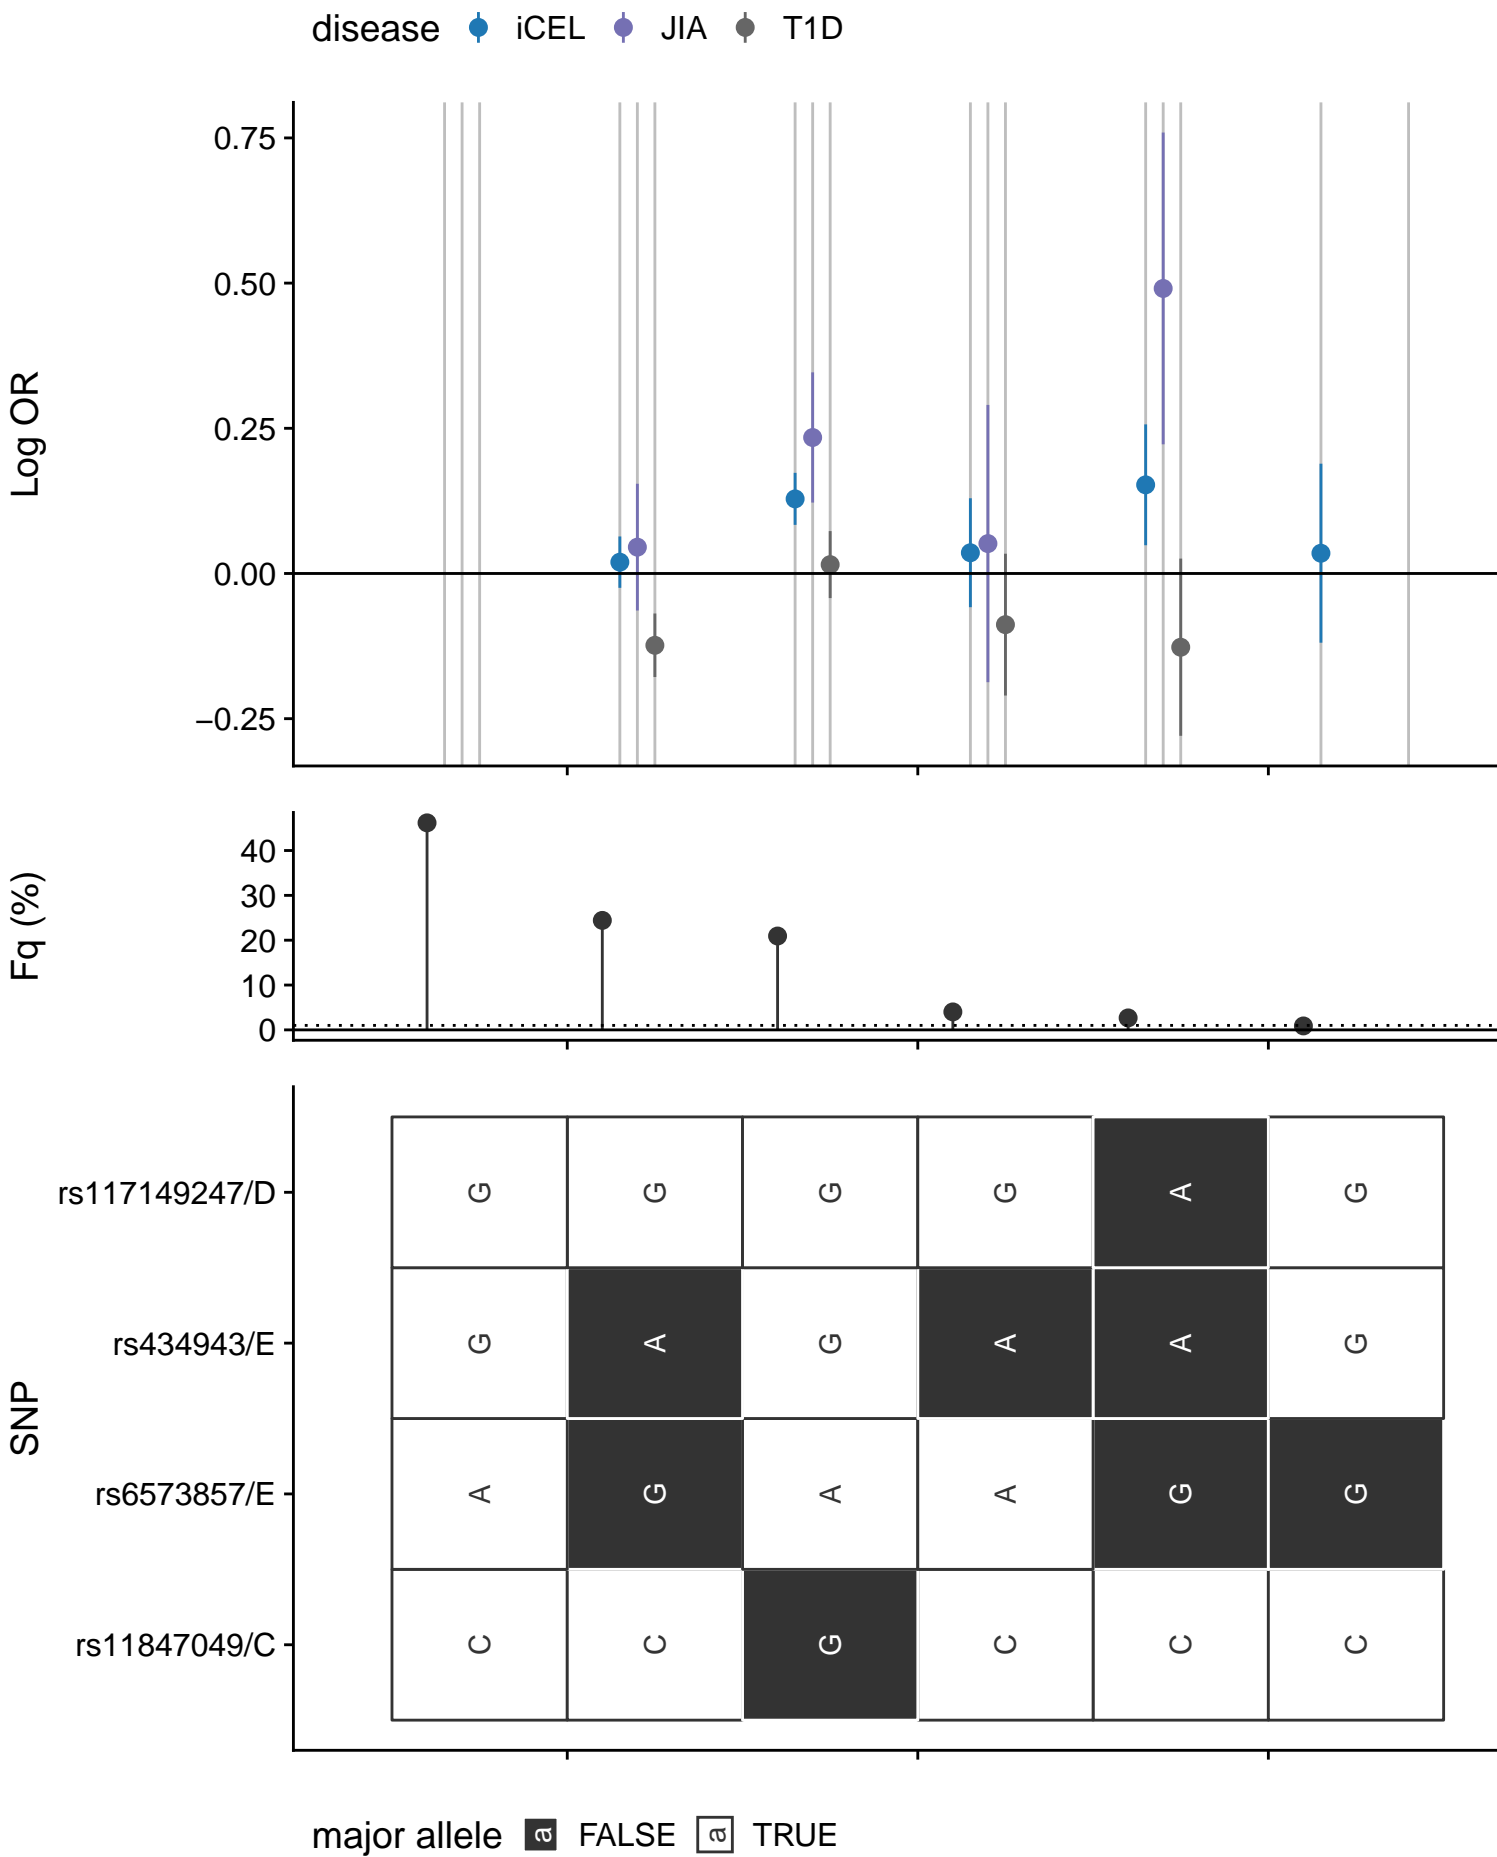 disease iCEL JIA T1D
Log OR
0.75
0.50
0.25
0.00
−0.25
Fq (%)
40
30
20
10
0
SNP
rs117149247/D G G G G A G
rs434943/E G A G A A G
rs6573857/E A G A A G G
rs11847049/C C C G C C C
major allele a FALSE a TRUE